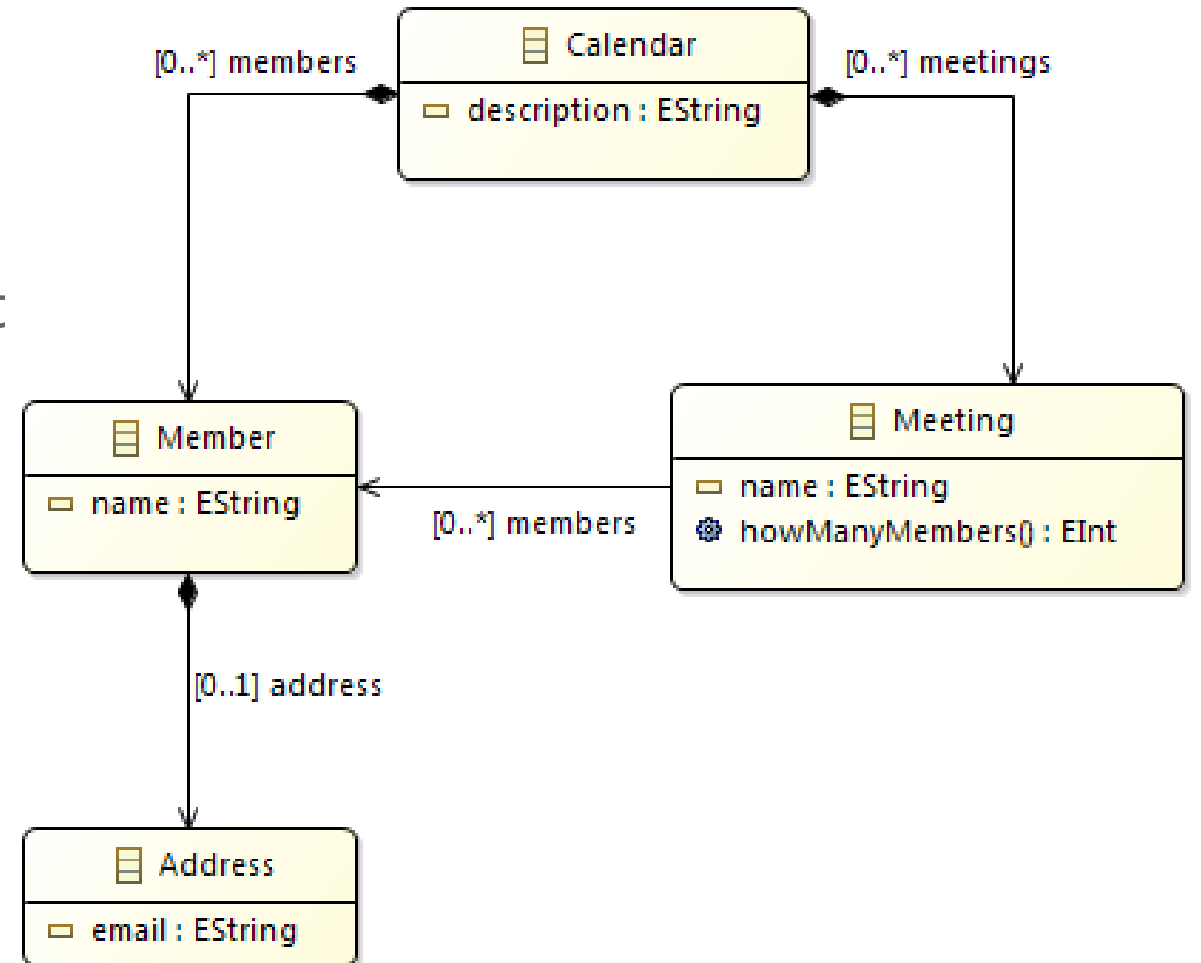 Calendar
[0..*] members
[0..*] meetings
description : EString
Member
name : EString
Meeting
name : EString
howManyMembers() : EInt
[0..*] members
[0..1] address
Address
email : EString